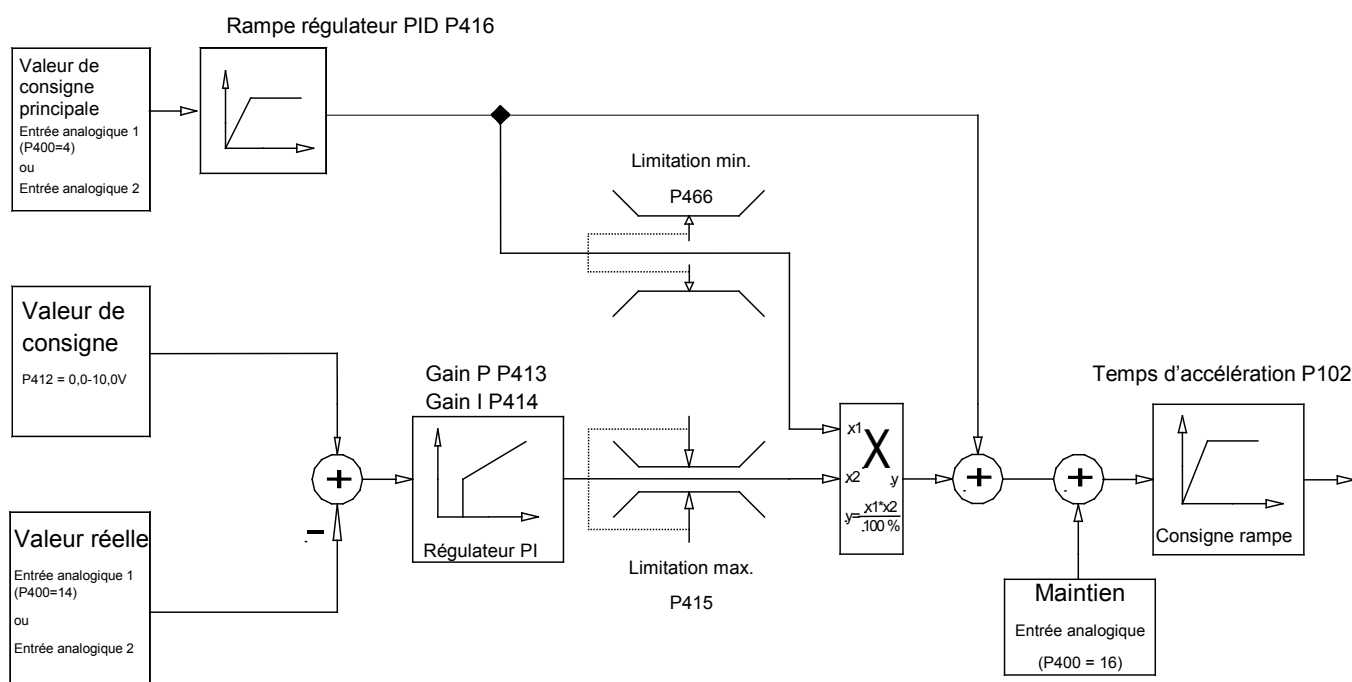 Rampe régulateur PID P416
Valeur de
consigne
principale
Entrée analogique 1
(P400=4)
ou
Entrée analogique 2
Limitation min.
P466
Valeur de
consigne
P412 = 0,0-10,0V
Gain P P413
Gain I P414
Régulateur PI
Limitation max.
P415
x1
X
x2
.y
.y=x1*x2
.100 %
+
-
+
+
Temps d’accélération P102
Consigne rampe
Valeur réelle
Entrée analogique 1
(P400=14)
ou
Entrée analogique 2
Maintien
Entrée analogique
(P400 = 16)